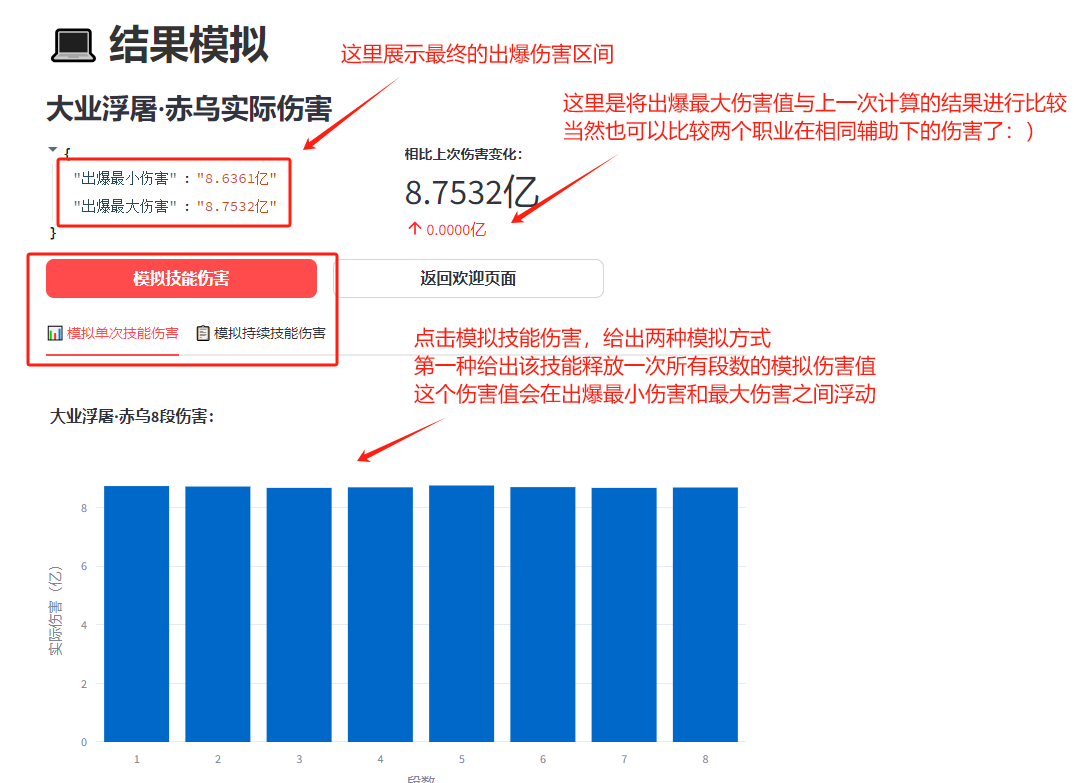 结果模拟
这里展示最终的出爆伤害区间
大业浮屠·赤乌实际伤害
这里是将出爆最大伤害值与上一次计算的结果进行比较
当然也可以比较两个职业在相同辅助下的伤害了：）
{
"出爆最小伤害" : "8.6361亿"
"出爆最大伤害" : "8.7532亿"
}
相比上次伤害变化：
8.7532亿
↑ 0.0000亿
模拟技能伤害
返回欢迎页面
模拟单次技能伤害
模拟持续技能伤害
点击模拟技能伤害，给出两种模拟方式
第一种给出该技能释放一次所有段数的模拟伤害值
这个伤害值会在出爆最小伤害和最大伤害之间浮动
大业浮屠·赤乌8段伤害：
实际伤害（亿）
8
6
4
2
0
1 2 3 4 5 6 7 8
段数